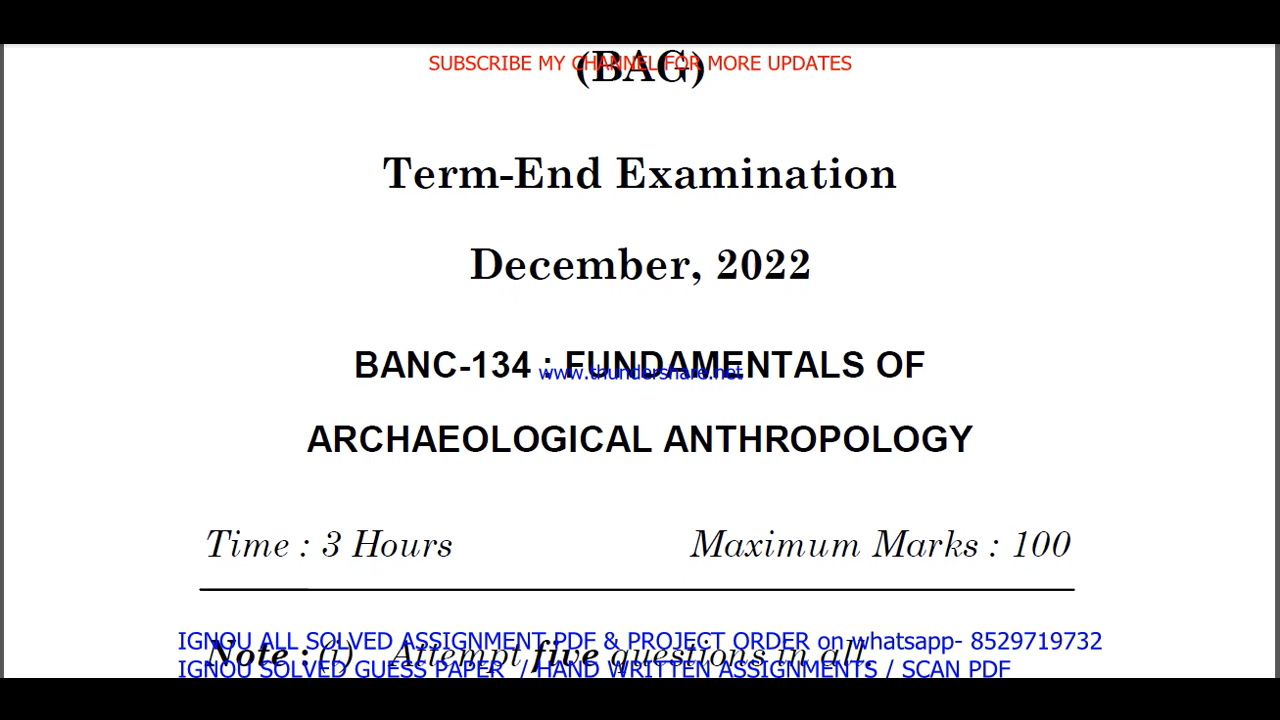 SUBSCRIBE MY CHANNEL FOR MORE UPDATES
(BAG)
Term-End Examination
December, 2022
BANC-134 : FUNDAMENTALS OF
www.thundershare.net
ARCHAEOLOGICAL ANTHROPOLOGY
Time : 3 Hours Maximum Marks : 100
IGNOU ALL SOLVED ASSIGNMENT PDF & PROJECT ORDER on-whatsapp- 8529719732
Note : (i) Attempt five questions in all.
IGNOU SOLVED GUESS PAPER / HAND WRITTEN ASSIGNMENTS / SCAN PDF